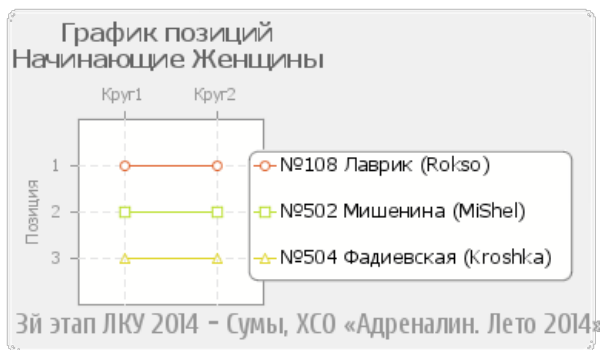 График позиций
Начинающие Женщины
Круг1 Круг2
Позиция
1 №108 Лаврик (Rokso)
2 №502 Мишенина (MiShel)
3 №504 Фадиевская (Kroshka)
3й этап ЛКУ 2014 - Сумы, ХСО «Адреналин. Лето 2014»